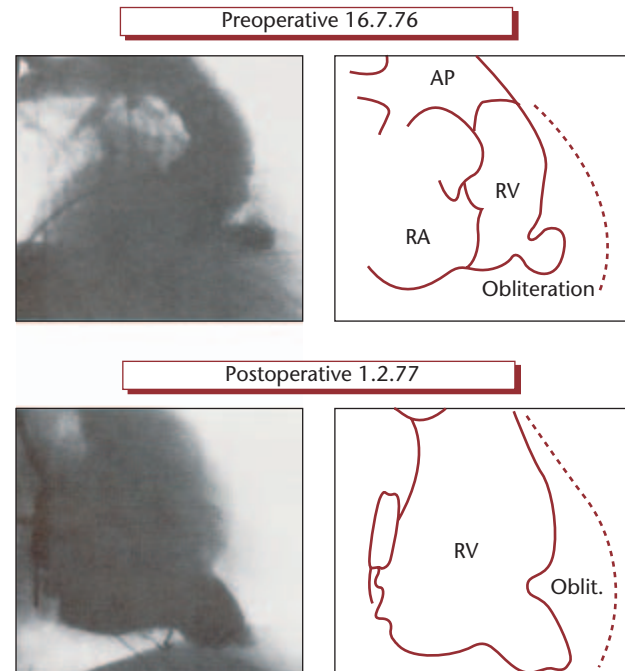 Preoperative 16.7.76
AP
RV
RA
Obliteration
Postoperative 1.2.77
RV
Oblit.